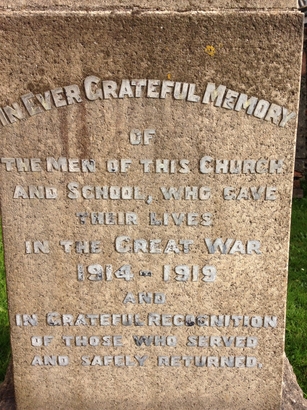 IN EVER GRATEFUL MEMORY
OF
THE MEN OF THIS CHURCH
AND SCHOOL, WHO GAVE
THEIR LIVES
IN THE GREAT WAR
1914 - 1919
AND
IN GRATEFUL RECOGNITION
OF THOSE WHO SERVED
AND SAFELY RETURNED.